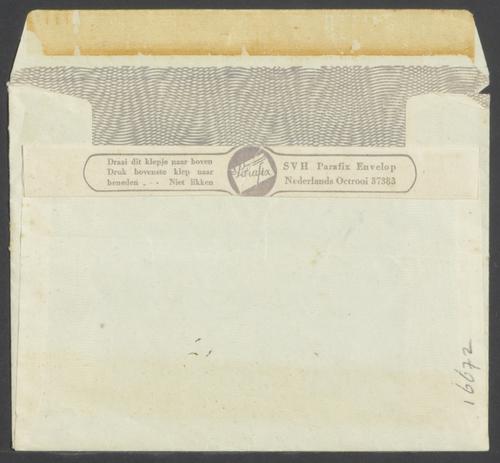 Draai dit klepje naar boven
Druk bovenste klep naar
beneden . - - Niet likken
Parafix
SVH Parafix Envelop
Nederlands Octrooi 37383
16672